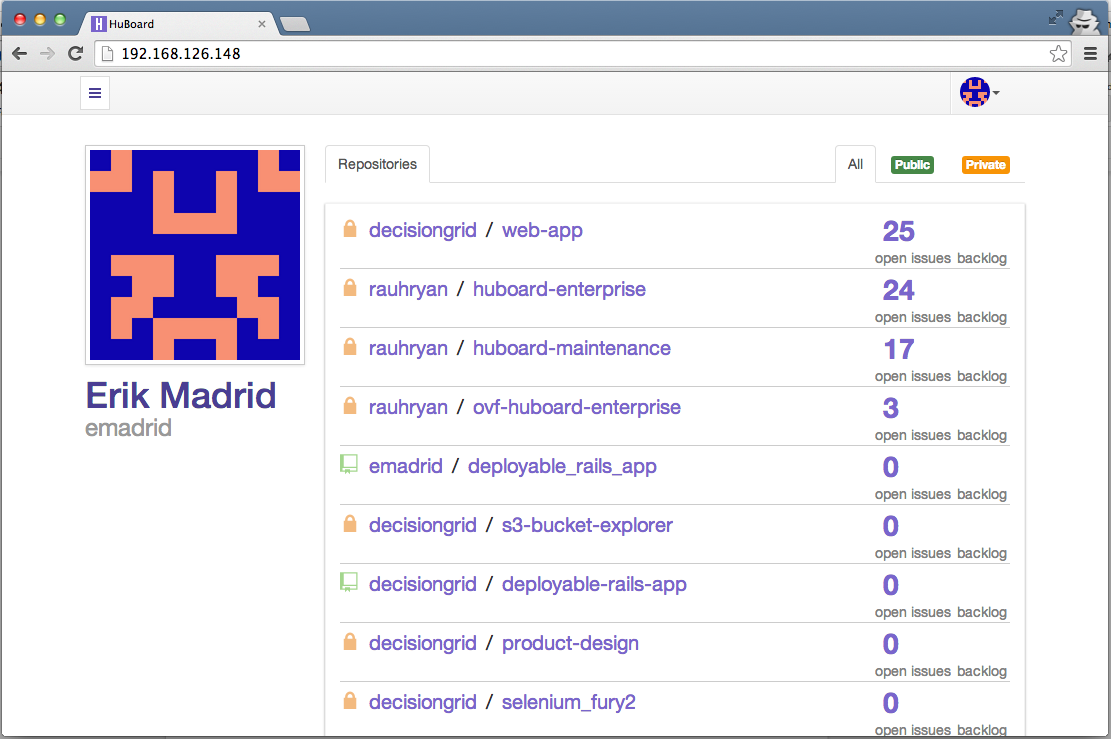 HuBoard
192.168.126.148
Repositories
All
Public
Private
decisiongrid / web-app
25
open issues backlog
rauhryan / huboard-enterprise
24
open issues backlog
rauhryan / huboard-maintenance
17
open issues backlog
rauhryan / ovf-huboard-enterprise
3
open issues backlog
Erik Madrid
emadrid
emadrid / deployable_rails_app
0
open issues backlog
decisiongrid / s3-bucket-explorer
0
open issues backlog
decisiongrid / deployable-rails-app
0
open issues backlog
decisiongrid / product-design
0
open issues backlog
decisiongrid / selenium_fury2
0
open issues backlog